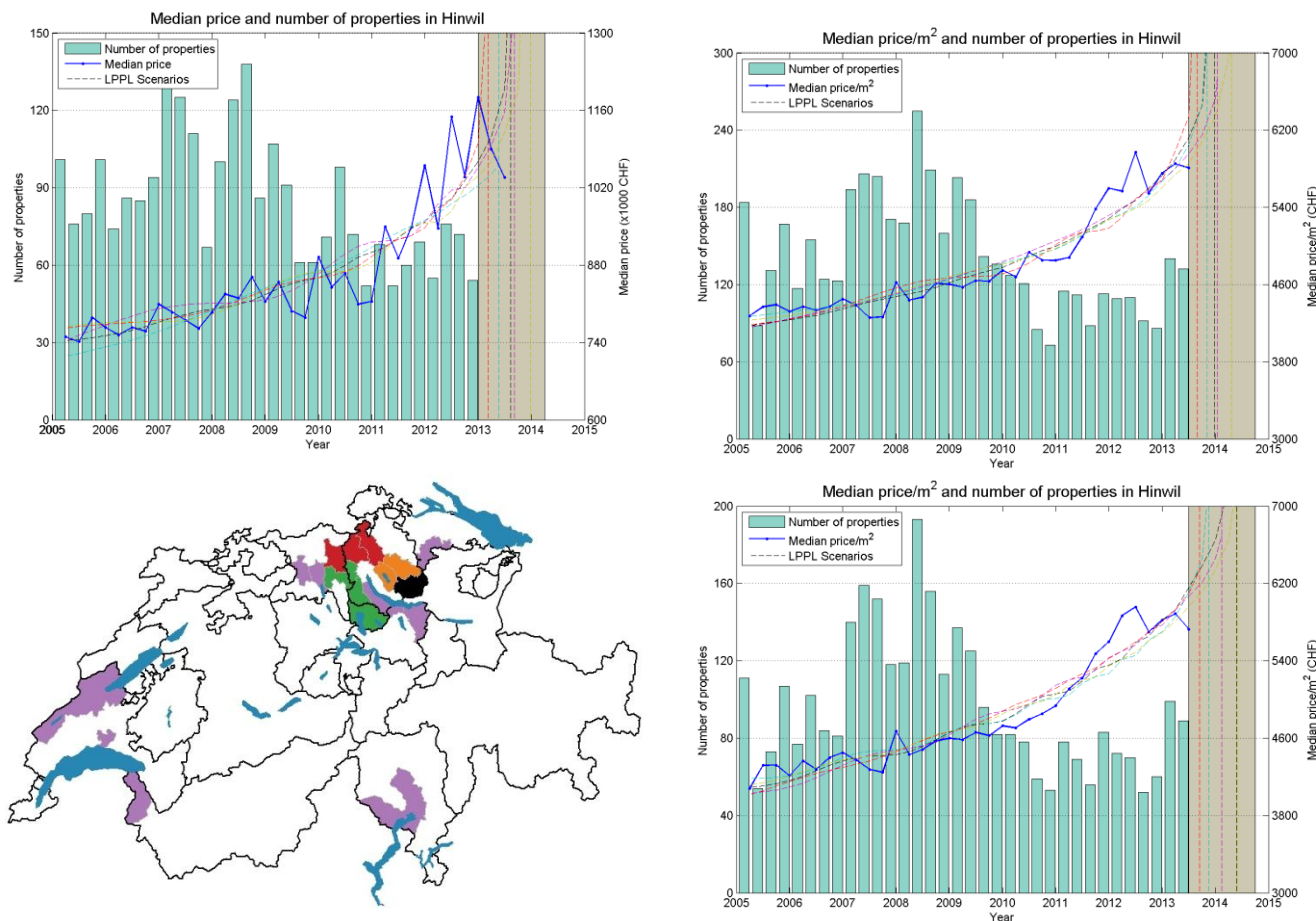 Median price and number of properties in Hinwil
150
120
90
60
30
0
Number of properties
1300
1160
1020
880
740
600
Median price (x1000 CHF)
Number of properties
Median price
LPPL Scenarios
2005 2006 2007 2008 2009 2010 2011 2012 2013 2014 2015
Year
Median price/m² and number of properties in Hinwil
300
240
180
120
60
0
Number of properties
7000
6200
5400
4600
3800
3000
Median price/m² (CHF)
Number of properties
Median price/m²
LPPL Scenarios
2005 2006 2007 2008 2009 2010 2011 2012 2013 2014 2015
Year
Median price/m² and number of properties in Hinwil
200
160
120
80
40
0
Number of properties
7000
6200
5400
4600
3800
3000
Median price/m² (CHF)
Number of properties
Median price/m²
LPPL Scenarios
2005 2006 2007 2008 2009 2010 2011 2012 2013 2014 2015
Year